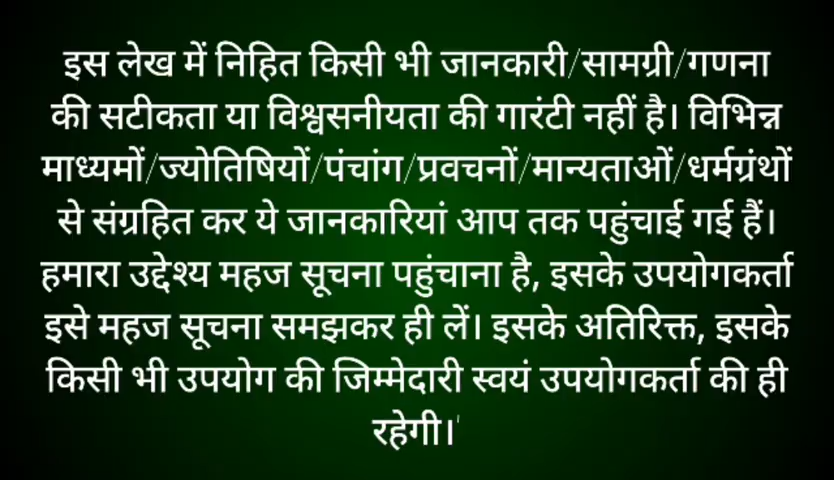 इस लेख में निहित किसी भी जानकारी/सामग्री/गणना
की सटीकता या विश्वसनीयता की गारंटी नहीं है। विभिन्न
माध्यमों/ज्योतिषियों/पंचांग/प्रवचनों/मान्यताओं/धर्मग्रंथों
से संग्रहित कर ये जानकारियां आप तक पहुंचाई गई हैं।
हमारा उद्देश्य महज सूचना पहुंचाना है, इसके उपयोगकर्ता
इसे महज सूचना समझकर ही लें। इसके अतिरिक्त, इसके
किसी भी उपयोग की जिम्मेदारी स्वयं उपयोगकर्ता की ही
रहेगी।'